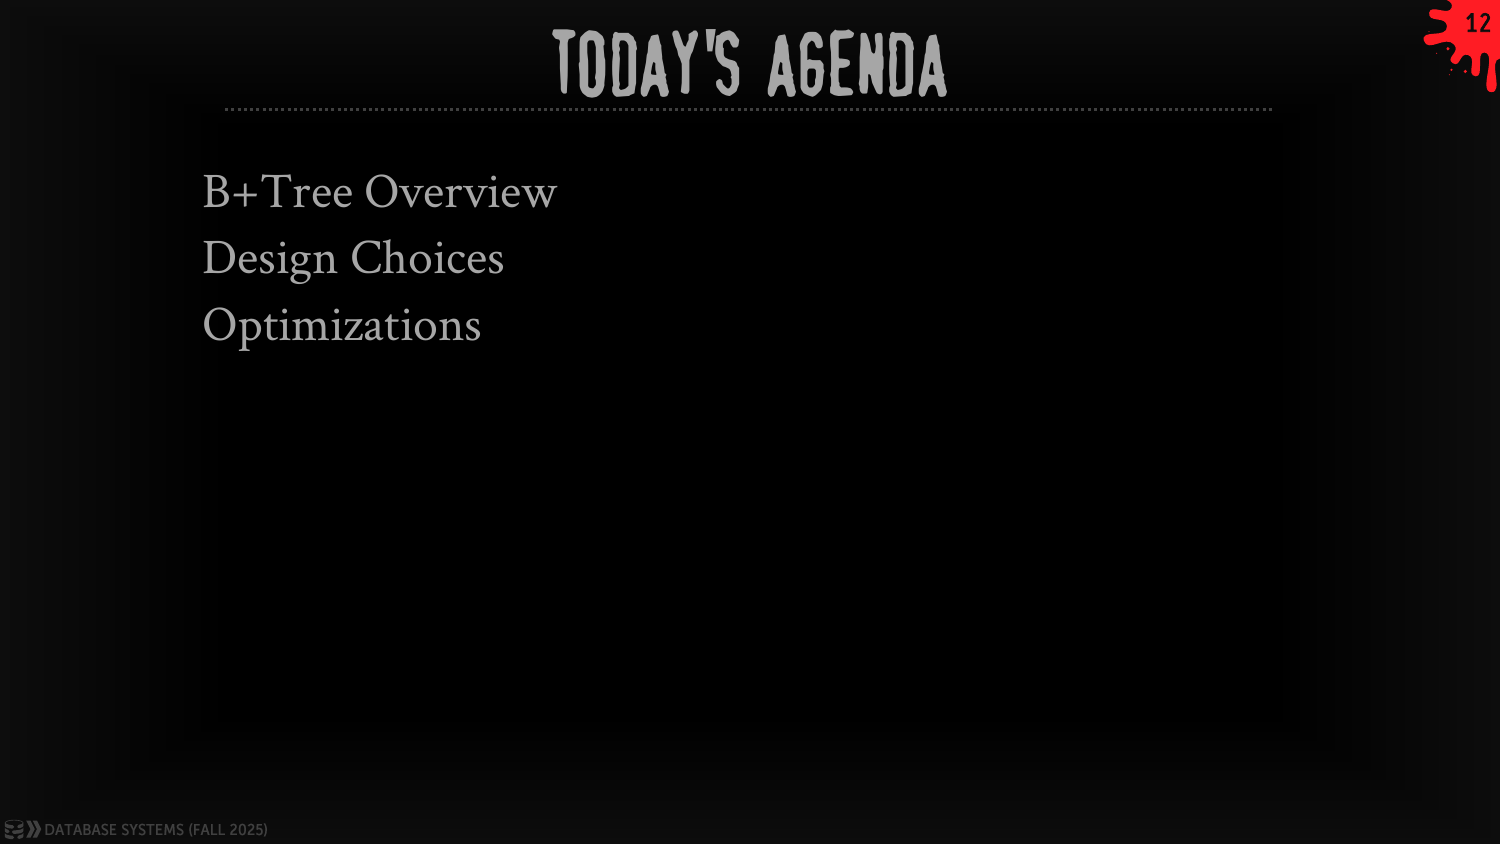 TODAY'S AGENDA
12
B+Tree Overview
Design Choices
Optimizations
DATABASE SYSTEMS (FALL 2025)